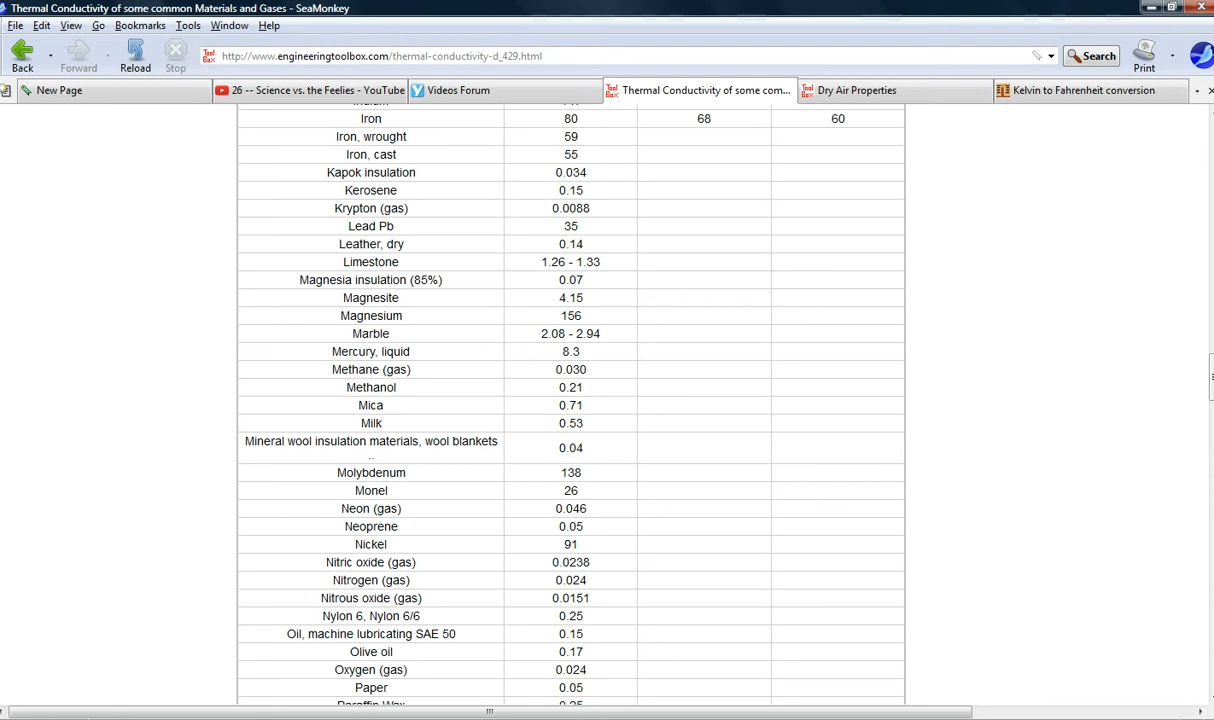 Thermal Conductivity of some common Materials and Gases - SeaMonkey
File Edit View Go Bookmarks Tools Window Help
Back Forward Reload Stop http://www.engineeringtoolbox.com/thermal-conductivity-d_429.html Search Print
New Page 26 -- Science vs. the Feelies - YouTube Videos Forum Thermal Conductivity of some com... Dry Air Properties Kelvin to Fahrenheit conversion
Iron 80 68 60
Iron, wrought 59
Iron, cast 55
Kapok insulation 0.034
Kerosene 0.15
Krypton (gas) 0.0088
Lead Pb 35
Leather, dry 0.14
Limestone 1.26 - 1.33
Magnesia insulation (85%) 0.07
Magnesite 4.15
Magnesium 156
Marble 2.08 - 2.94
Mercury, liquid 8.3
Methane (gas) 0.030
Methanol 0.21
Mica 0.71
Milk 0.53
Mineral wool insulation materials, wool blankets .. 0.04
Molybdenum 138
Monel 26
Neon (gas) 0.046
Neoprene 0.05
Nickel 91
Nitric oxide (gas) 0.0238
Nitrogen (gas) 0.024
Nitrous oxide (gas) 0.0151
Nylon 6, Nylon 6/6 0.25
Oil, machine lubricating SAE 50 0.15
Olive oil 0.17
Oxygen (gas) 0.024
Paper 0.05
Paraffin Wax 0.25